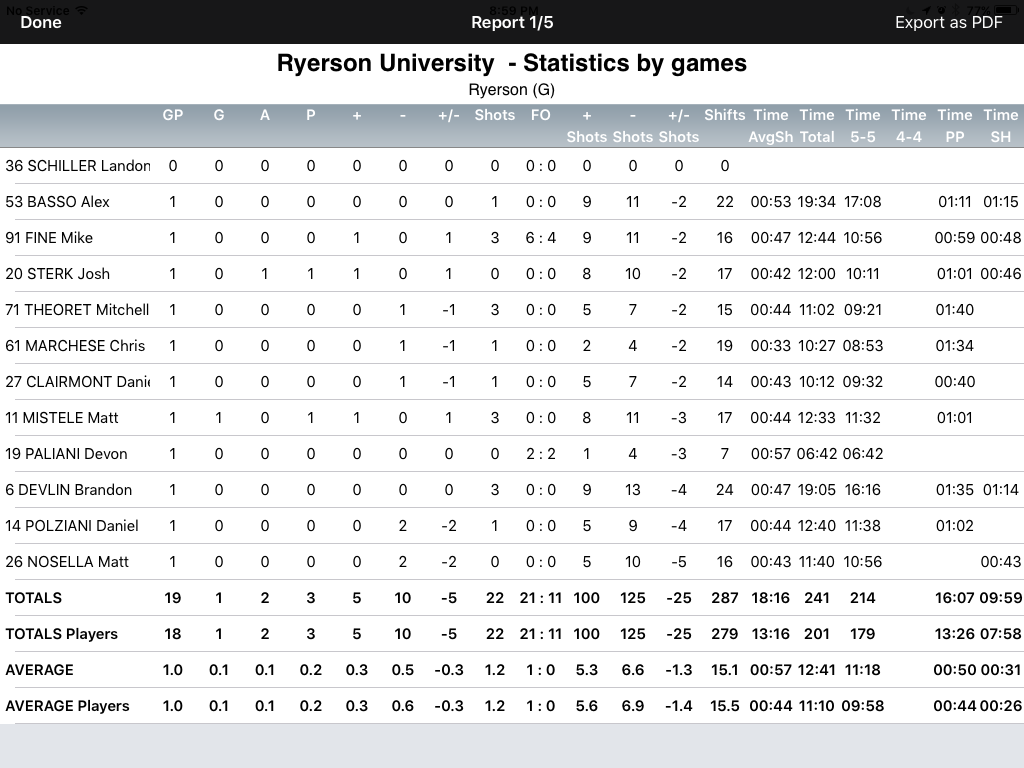 No Service 8:59 PM 77%
Done Report 1/5 Export as PDF
Ryerson University - Statistics by games
Ryerson (G)
GP G A P + - +/- Shots FO + - +/- Shifts Time Time Time Time Time Time
Shots Shots Shots AvgSh Total 5-5 4-4 PP SH
36 SCHILLER Landon 0 0 0 0 0 0 0 0 0 : 0 0 0 0 0
53 BASSO Alex 1 0 0 0 0 0 0 1 0 : 0 9 11 -2 22 00:53 19:34 17:08 01:11 01:15
91 FINE Mike 1 0 0 0 1 0 1 3 6 : 4 9 11 -2 16 00:47 12:44 10:56 00:59 00:48
20 STERK Josh 1 0 1 1 1 0 1 0 0 : 0 8 10 -2 17 00:42 12:00 10:11 01:01 00:46
71 THEORET Mitchell 1 0 0 0 0 1 -1 3 0 : 0 5 7 -2 15 00:44 11:02 09:21 01:40
61 MARCHESE Chris 1 0 0 0 0 1 -1 1 0 : 0 2 4 -2 19 00:33 10:27 08:53 01:34
27 CLAIRMONT Danie 1 0 0 0 0 1 -1 1 0 : 0 5 7 -2 14 00:43 10:12 09:32 00:40
11 MISTELE Matt 1 1 0 1 1 0 1 3 0 : 0 8 11 -3 17 00:44 12:33 11:32 01:01
19 PALIANI Devon 1 0 0 0 0 0 0 0 2 : 2 1 4 -3 7 00:57 06:42 06:42
6 DEVLIN Brandon 1 0 0 0 0 0 0 3 0 : 0 9 13 -4 24 00:47 19:05 16:16 01:35 01:14
14 POLZIANI Daniel 1 0 0 0 0 2 -2 1 0 : 0 5 9 -4 17 00:44 12:40 11:38 01:02
26 NOSELLA Matt 1 0 0 0 0 2 -2 0 0 : 0 5 10 -5 16 00:43 11:40 10:56 00:43
TOTALS 19 1 2 3 5 10 -5 22 21 : 11 100 125 -25 287 18:16 241 214 16:07 09:59
TOTALS Players 18 1 2 3 5 10 -5 22 21 : 11 100 125 -25 279 13:16 201 179 13:26 07:58
AVERAGE 1.0 0.1 0.1 0.2 0.3 0.5 -0.3 1.2 1 : 0 5.3 6.6 -1.3 15.1 00:57 12:41 11:18 00:50 00:31
AVERAGE Players 1.0 0.1 0.1 0.2 0.3 0.6 -0.3 1.2 1 : 0 5.6 6.9 -1.4 15.5 00:44 11:10 09:58 00:44 00:26